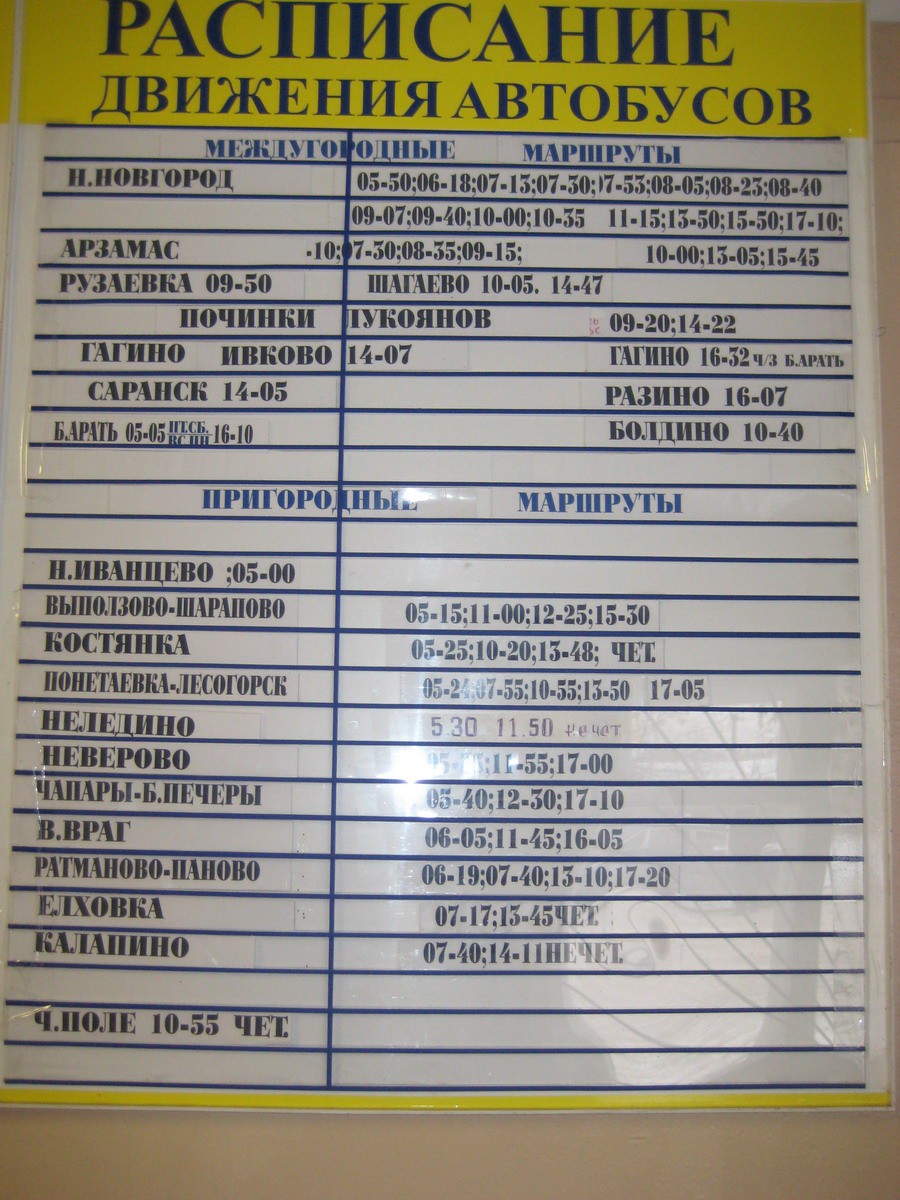 РАСПИСАНИЕ
ДВИЖЕНИЯ АВТОБУСОВ
МЕЖДУГОРОДНЫЕ МАРШРУТЫ
Н.НОВГОРОД 05-50;06-18;07-13;07-30; 7-53;08-05;08-23;08-40
09-07;09-40;10-00;10-35 11-15;13-50;15-50;17-10;
АРЗАМАС -10;07-30;08-35;09-15; 10-00;13-05;15-45
РУЗАЕВКА 09-50 ШАГАЕВО 10-05. 14-47
ПОЧИНКИ ЛУКОЯНОВ 09-20;14-22
ГАГИНО ИВКОВО 14-07 ГАГИНО 16-32 Ч/З Б.АРАТЬ
САРАНСК 14-05 РАЗИНО 16-07
Б.АРАТЬ 05-05 ПТ.СБ. ВС ПН 16-10 БОЛДИНО 10-40
ПРИГОРОДНЫЕ МАРШРУТЫ
Н.ИВАНЦЕВО ;05-00
ВЫПОЛЗОВО-ШАРАПОВО 05-15;11-00;12-25;15-30
КОСТЯНКА 05-25;10-20;13-48; ЧЕТ.
ПОНЕТАЕВКА-ЛЕСОГОРСК 05-24;07-55;10-55;13-50 17-05
НЕЛЕДИНО 5.30 11.50 нечет
НЕВЕРОВО ;11-55;17-00
ЧАПАРЫ-Б.ПЕЧЕРЫ 05-40;12-30;17-10
В.ВРАГ 06-05;11-45;16-05
РАТМАНОВО-ПАНОВО 06-19;07-40;13-10;17-20
ЕЛХОВКА 07-17;13-45ЧЕТ.
КАЛАПИНО 07-40;14-11НЕЧЕТ.
Ч.ПОЛЕ 10-55 ЧЕТ.